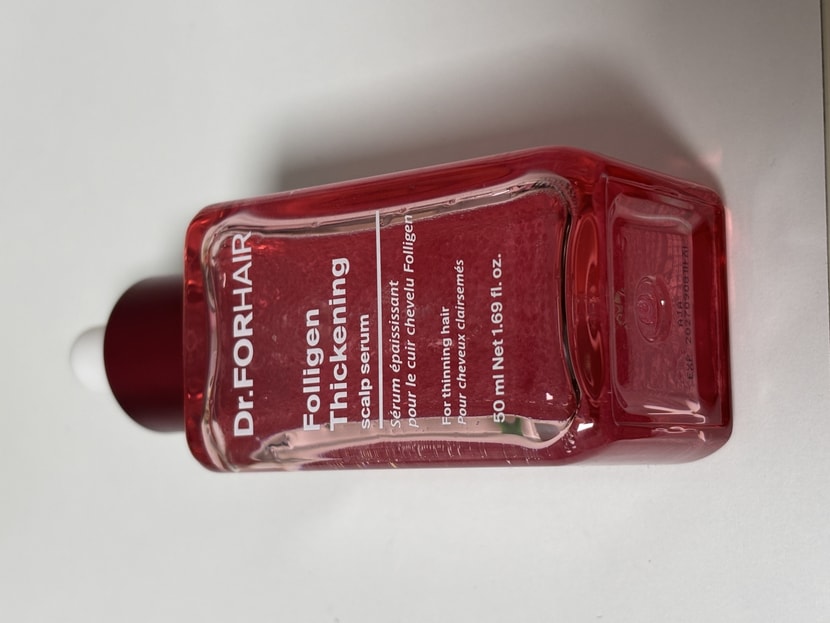 Dr.FORHAIR
Folligen
Thickening
scalp serum
Sérum épaississant
pour le cuir chevelu Folligen
For thinning hair
Pour cheveux clairsemés
50 ml Net 1.69 fl. oz.
EXP